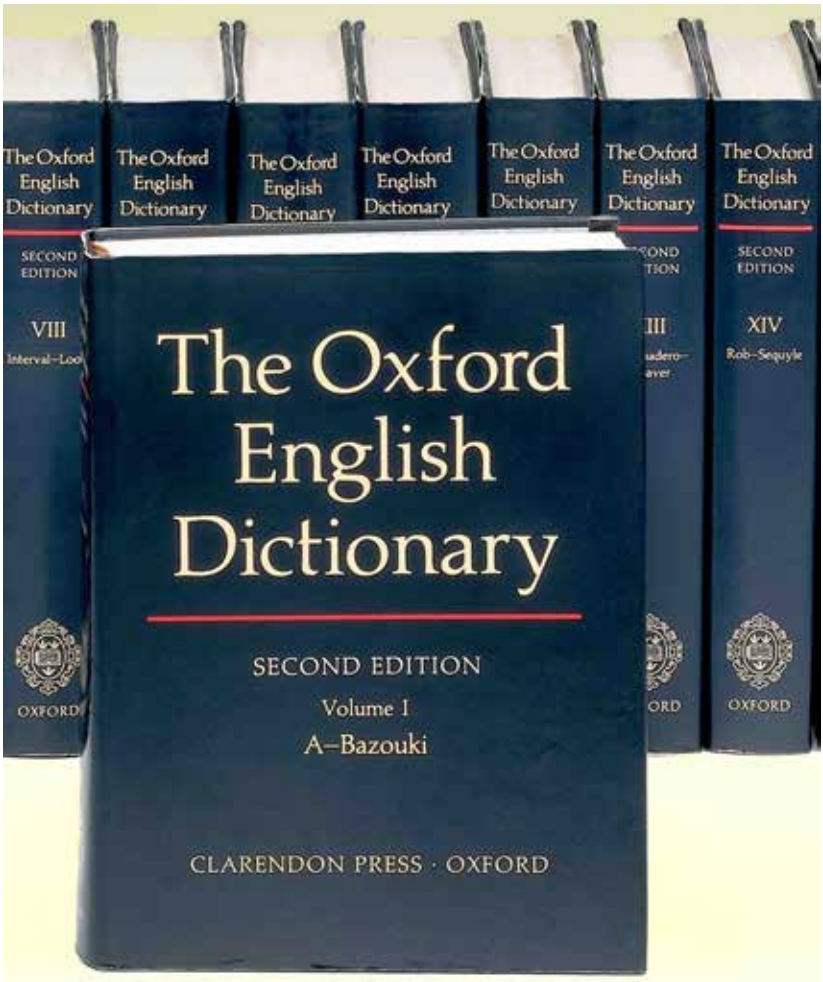 The Oxford
English
Dictionary
SECOND
EDITION
VIII
OXFORD
The Oxford
English
Dictionary
The Oxford
English
Dictionary
The Oxford
English
Dictionary
The Oxford
English
Dictionary
The Oxford
English
Dictionary
The Oxford
English
Dictionary
SECOND
EDITION
XIV
Rob–Sequyle
OXFORD
The Oxford
English
Dictionary
SECOND EDITION
Volume I
A–Bazouki
CLARENDON PRESS · OXFORD